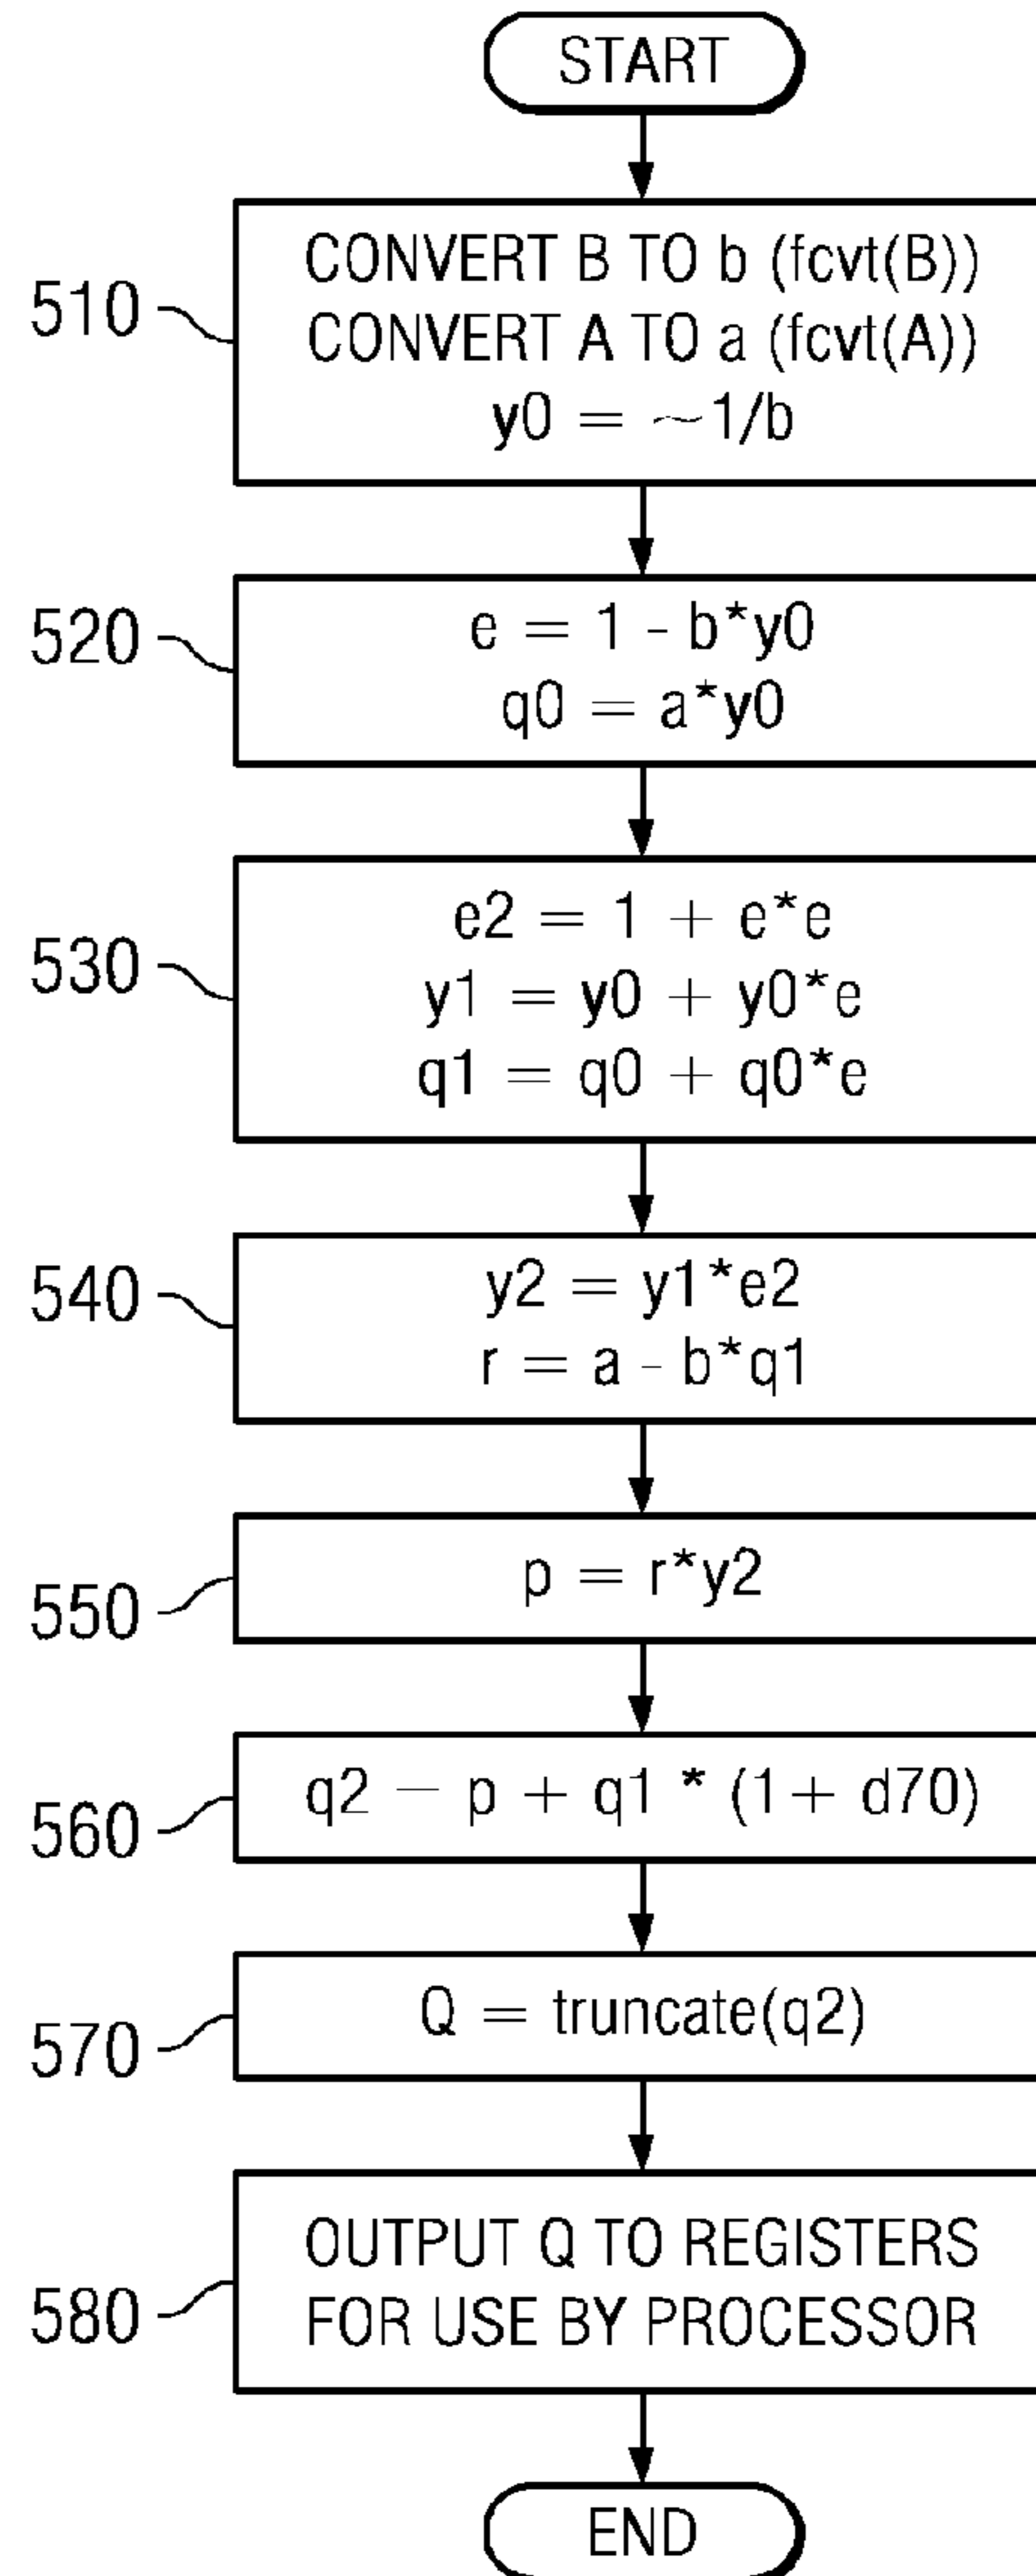 START
510
CONVERT B TO b (fcvt(B))
CONVERT A TO a (fcvt(A))
y0 = ~1/b
520
e = 1 - b*y0
q0 = a*y0
530
e2 = 1 + e*e
y1 = y0 + y0*e
q1 = q0 + q0*e
540
y2 = y1*e2
r = a - b*q1
550
p = r*y2
560
q2 – p + q1 * (1+ d70)
570
Q = truncate(q2)
580
OUTPUT Q TO REGISTERS
FOR USE BY PROCESSOR
END